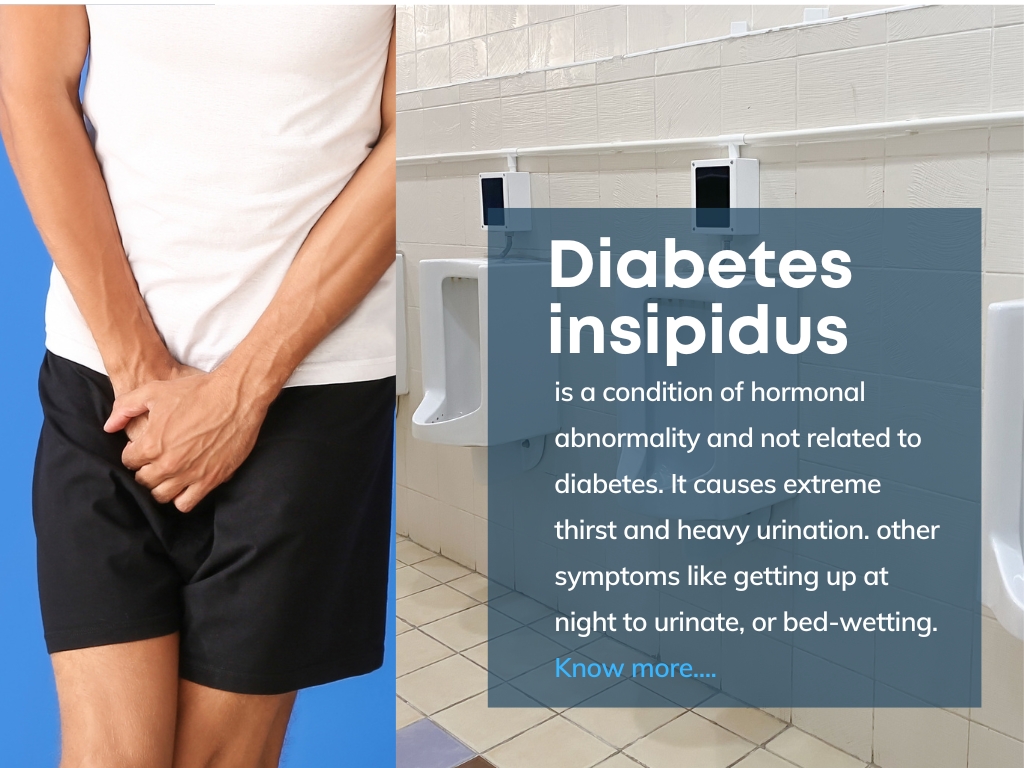 Diabetes
insipidus
is a condition of hormonal
abnormality and not related to
diabetes. It causes extreme
thirst and heavy urination. other
symptoms like getting up at
night to urinate, or bed-wetting.
Know more....